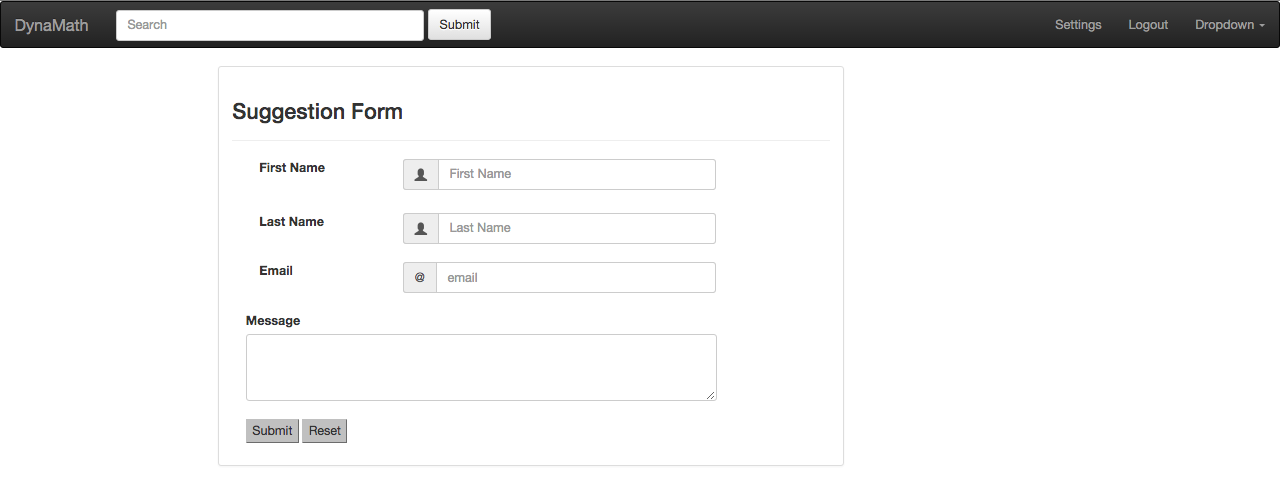 DynaMath Search Submit Settings Logout Dropdown
Suggestion Form
First Name First Name
Last Name Last Name
Email @ email
Message
Submit Reset